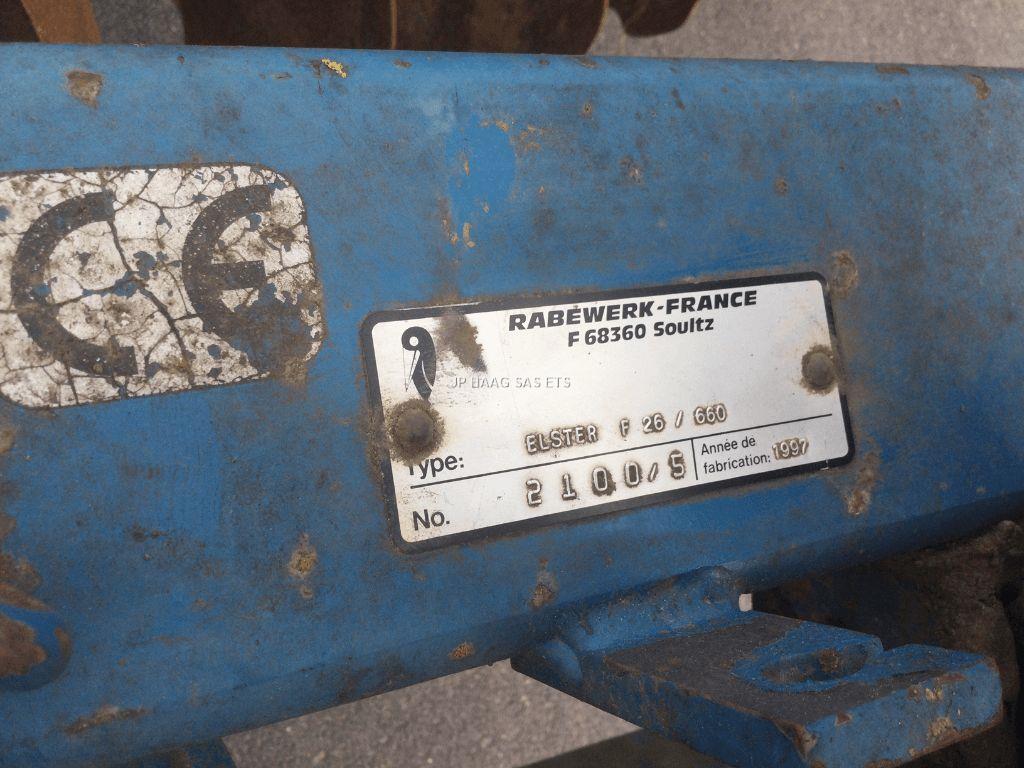 CE
RABEWERK-FRANCE
F 68360 Soultz
JP HAAG SAS ETS
Type: ELSTER F 26 / 660
No. 2100/5
Année de
fabrication: 1997